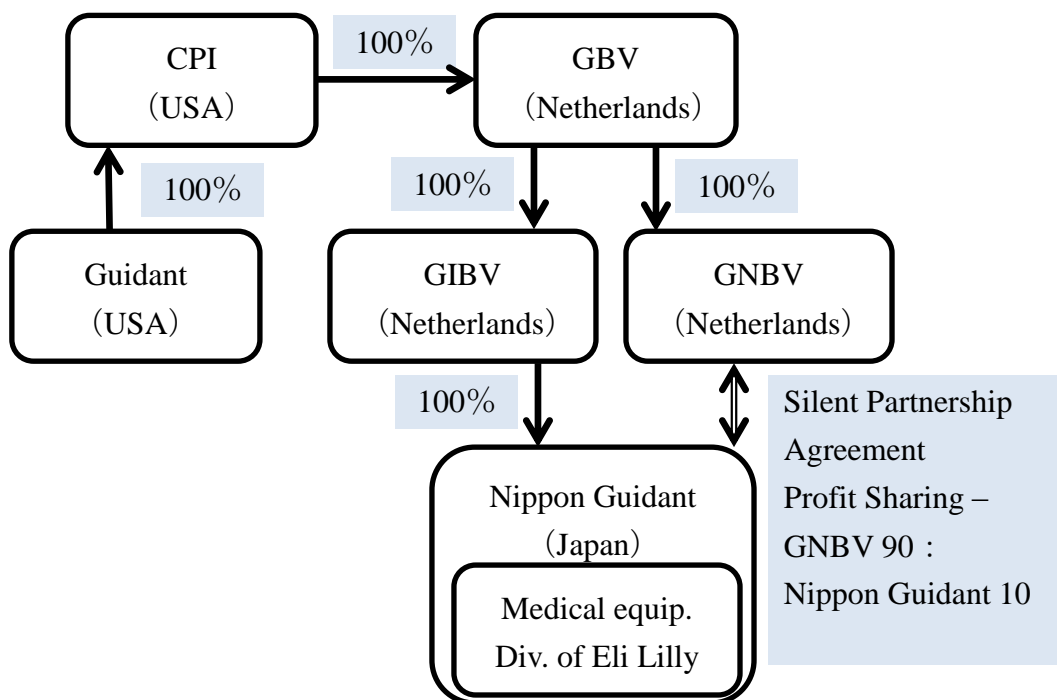 CPI
（USA）
100%
GBV
（Netherlands）
100%
100%
100%
Guidant
（USA）
GIBV
（Netherlands）
GNBV
（Netherlands）
100%
Silent Partnership
Agreement
Profit Sharing –
GNBV 90：
Nippon Guidant 10
Nippon Guidant
（Japan）
Medical equip.
Div. of Eli Lilly